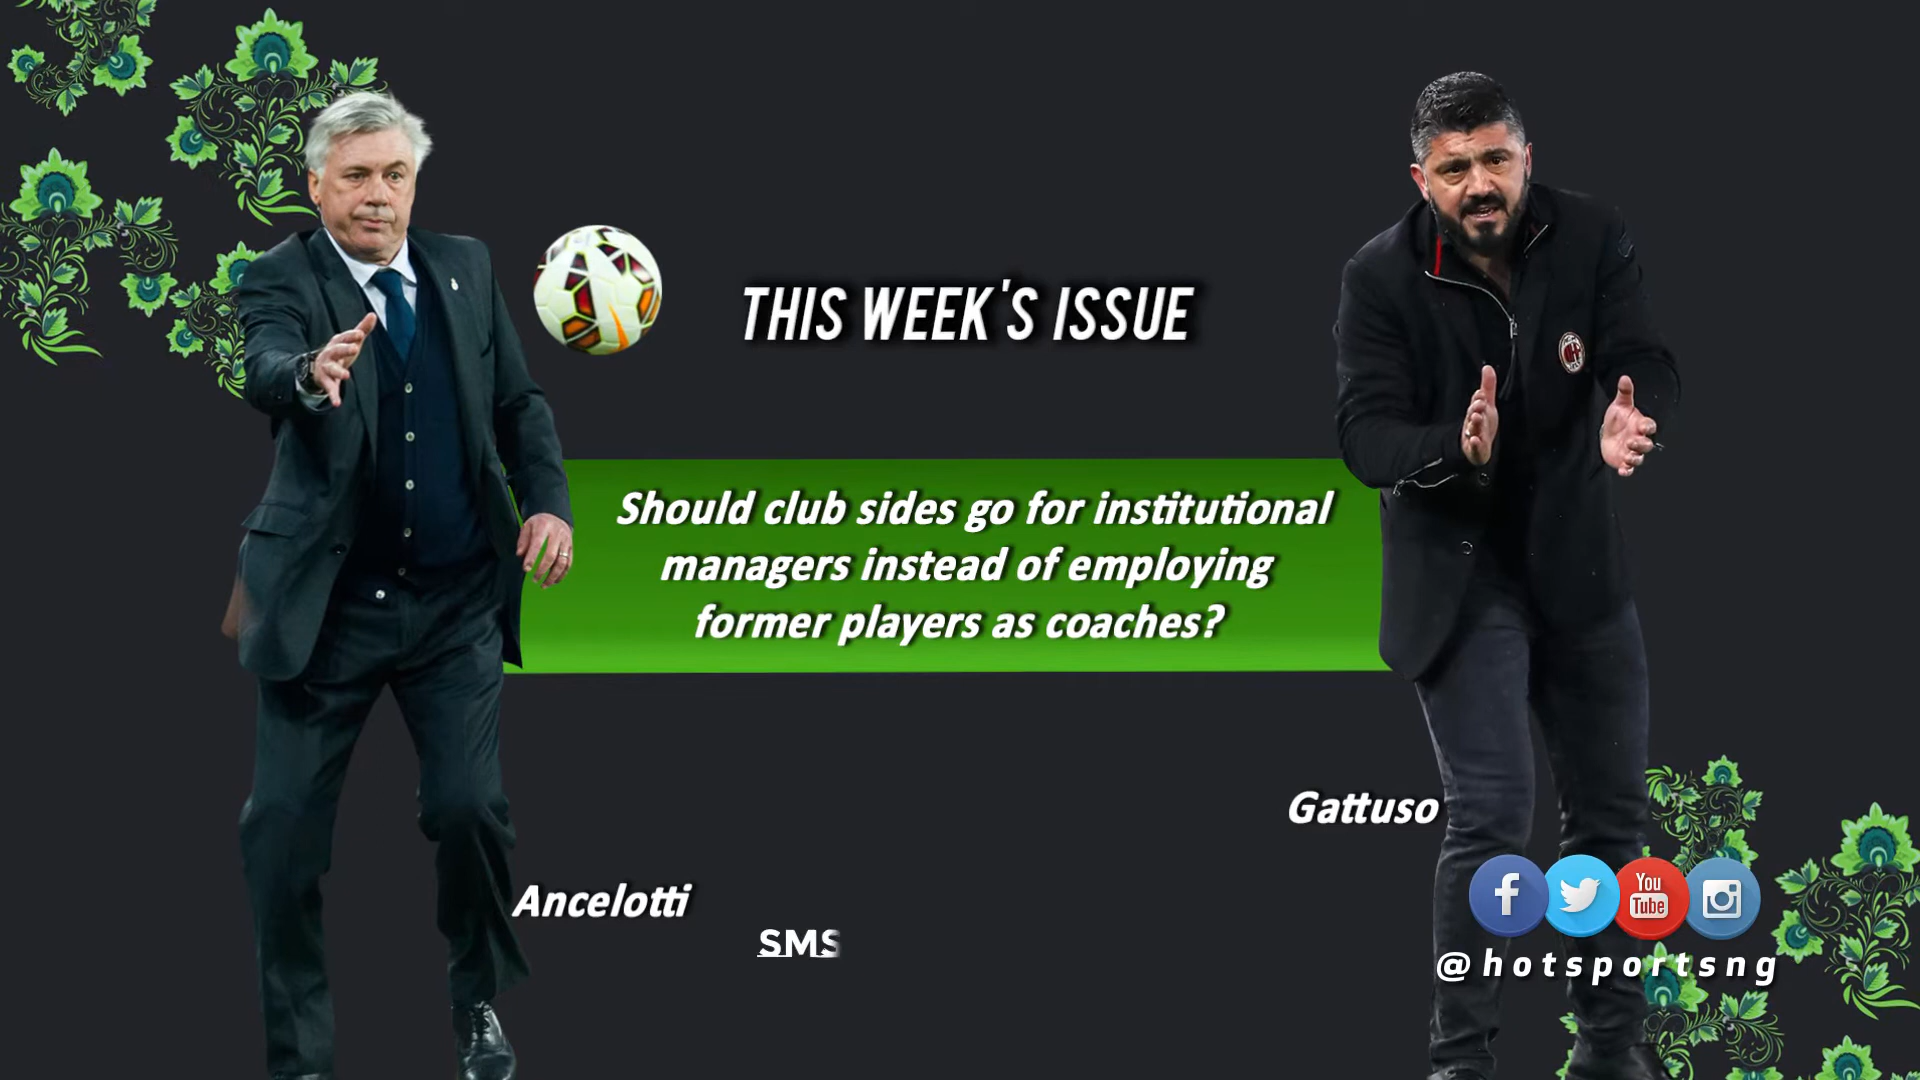 THIS WEEK'S ISSUE
Should club sides go for institutional
managers instead of employing
former players as coaches?
Gattuso
Ancelotti
SMS
f
You
Tube
@hotsportsng